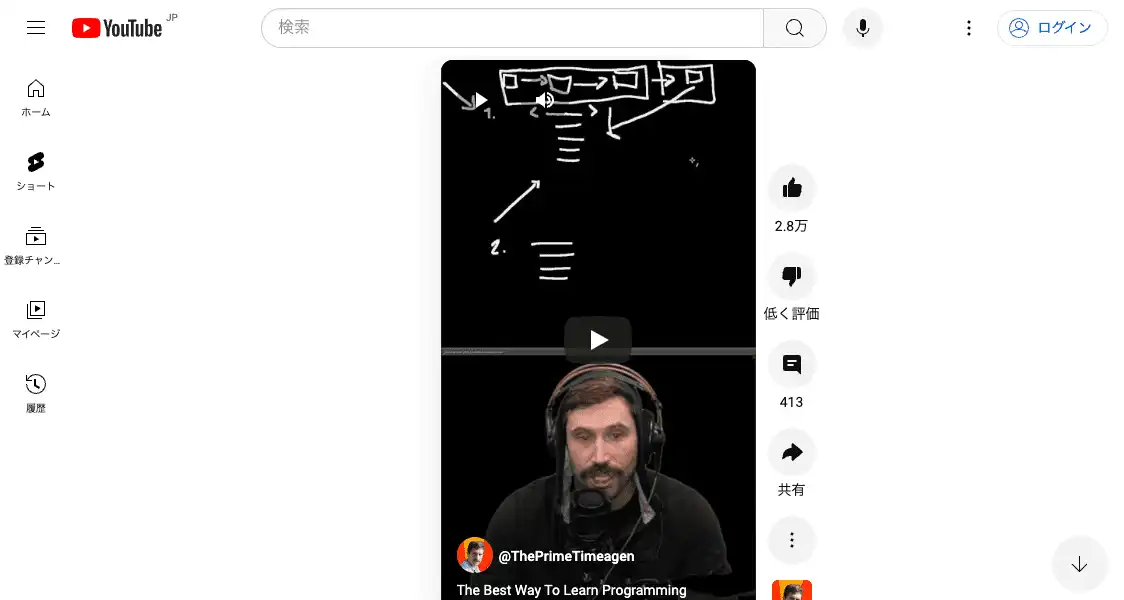 YouTube JP
検索
ログイン
ホーム
ショート
登録チャン...
マイページ
履歴
1.
2.
2.8万
低く評価
413
共有
@ThePrimeTimeagen
The Best Way To Learn Programming